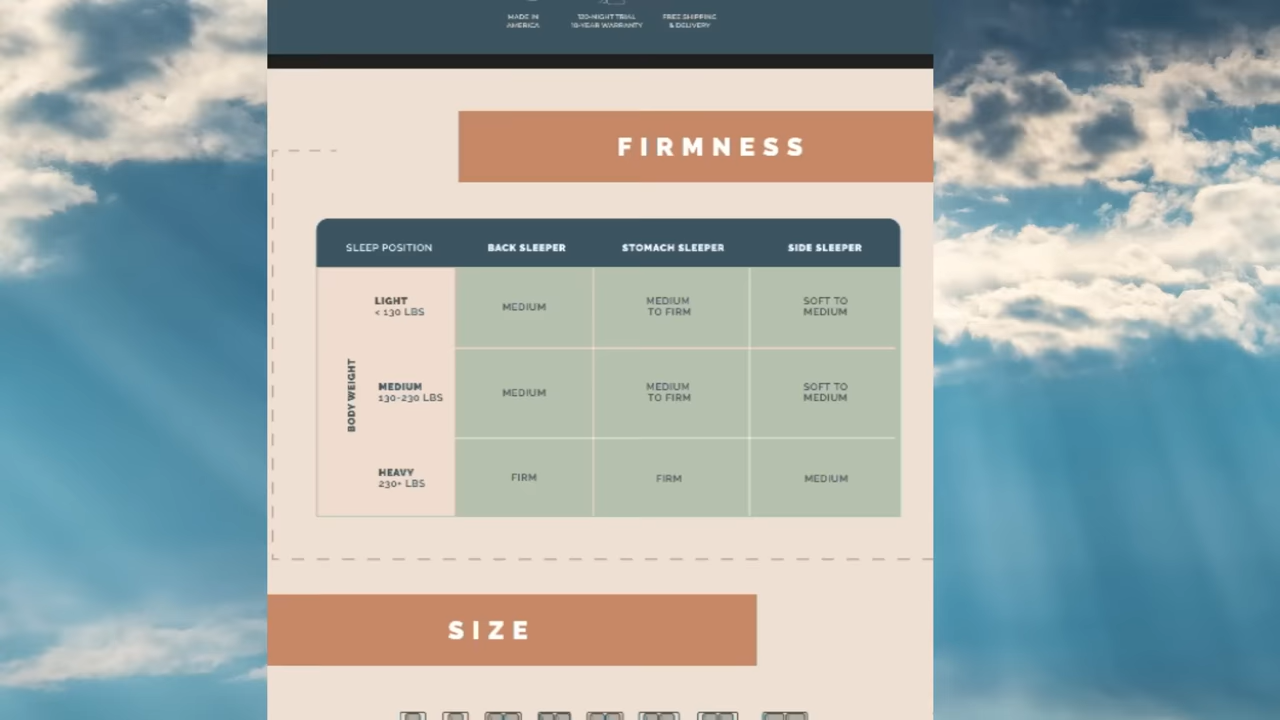 MADE IN
AMERICA
120-NIGHT TRIAL
10-YEAR WARRANTY
FREE SHIPPING
& DELIVERY
FIRMNESS
SLEEP POSITION
BACK SLEEPER
STOMACH SLEEPER
SIDE SLEEPER
BODY WEIGHT
LIGHT
< 130 LBS
MEDIUM
MEDIUM
TO FIRM
SOFT TO
MEDIUM
MEDIUM
130-230 LBS
MEDIUM
MEDIUM
TO FIRM
SOFT TO
MEDIUM
HEAVY
230+ LBS
FIRM
FIRM
MEDIUM
SIZE